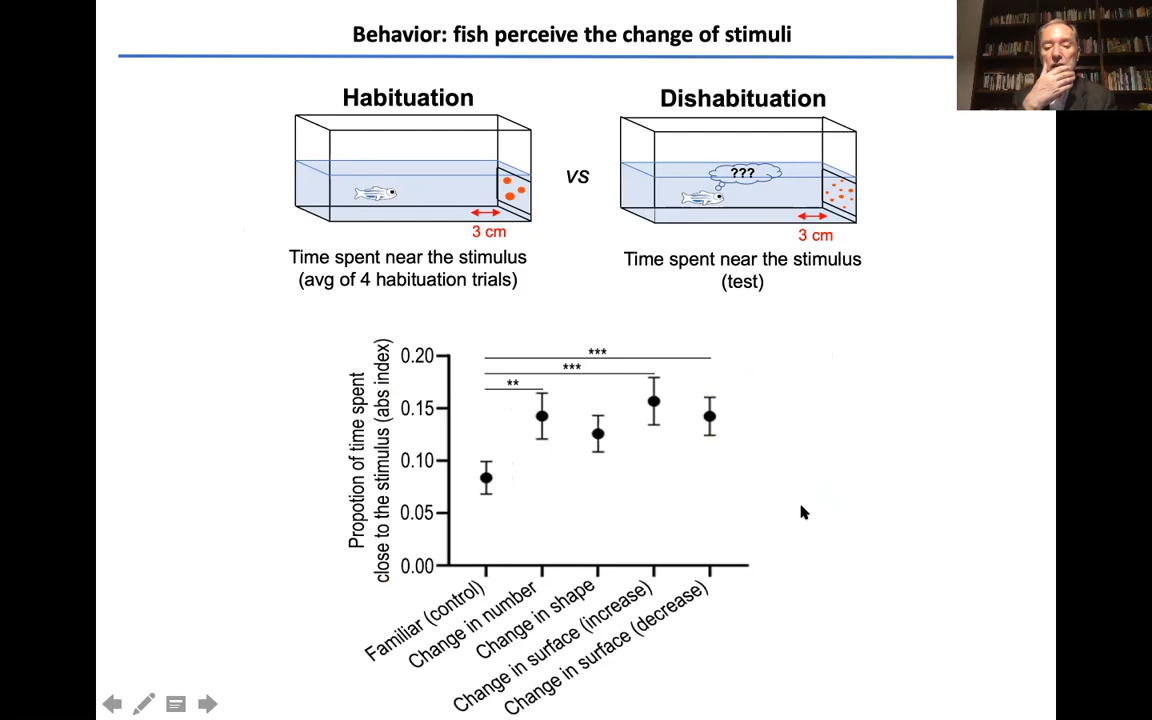 Behavior: fish perceive the change of stimuli
Habituation
Dishabituation
vs
???
3 cm
3 cm
Time spent near the stimulus
(avg of 4 habituation trials)
Time spent near the stimulus
(test)
Propotion of time spent
close to the stimulus (abs index)
0.20
0.15
0.10
0.05
0.00
***
***
**
Familiar (control)
Change in number
Change in shape
Change in surface (increase)
Change in surface (decrease)